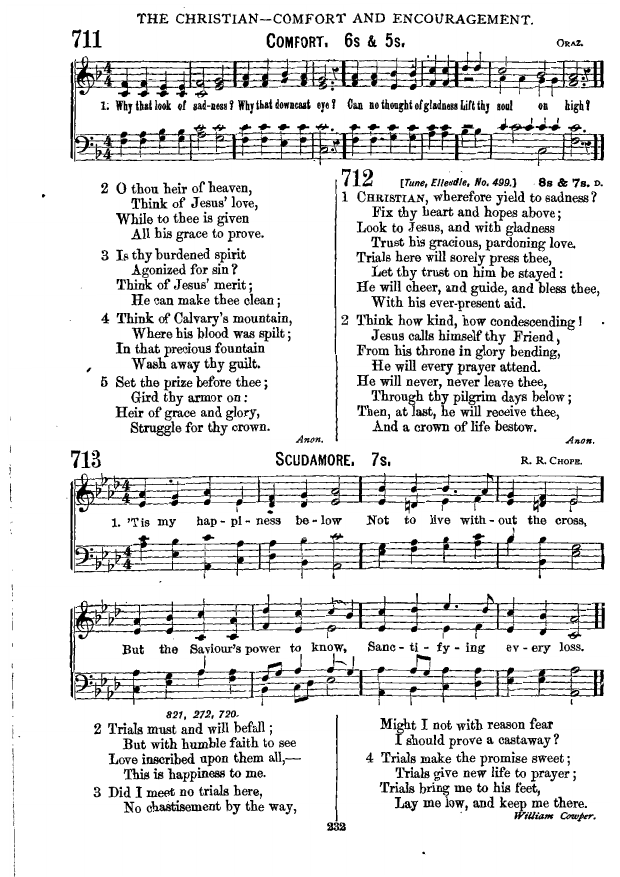 THE CHRISTIAN—COMFORT AND ENCOURAGEMENT.
711
COMFORT. 6s & 5s.
ORAZ.
1. Why that look of sad-ness? Why that downcast eye? Can no thought of gladness Lift thy soul on high?
2 O thou heir of heaven,
Think of Jesus' love,
While to thee is given
All his grace to prove.
3 Is thy burdened spirit
Agonized for sin?
Think of Jesus' merit;
He can make thee clean;
4 Think of Calvary's mountain,
Where his blood was spilt;
In that precious fountain
Wash away thy guilt.
5 Set the prize before thee;
Gird thy armor on:
Heir of grace and glory,
Struggle for thy crown.
Anon.
712
[Tune, Ellesdie, No. 499.] 8s & 7s. D.
1 CHRISTIAN, wherefore yield to sadness?
Fix thy heart and hopes above;
Look to Jesus, and with gladness
Trust his gracious, pardoning love.
Trials here will sorely press thee,
Let thy trust on him be stayed:
He will cheer, and guide, and bless thee,
With his ever-present aid.
2 Think how kind, how condescending!
Jesus calls himself thy Friend,
From his throne in glory bending,
He will every prayer attend.
He will never, never leave thee,
Through thy pilgrim days below;
Then, at last, he will receive thee,
And a crown of life bestow.
Anon.
713
SCUDAMORE. 7s.
R. R. CHOPE.
1. 'Tis my hap-pi-ness be-low Not to live with-out the cross,
But the Saviour's power to know, Sanc-ti-fy-ing ev-ery loss.
821, 272, 720.
2 Trials must and will befall;
But with humble faith to see
Love inscribed upon them all,—
This is happiness to me.
3 Did I meet no trials here,
No chastisement by the way,
Might I not with reason fear
I should prove a castaway?
4 Trials make the promise sweet;
Trials give new life to prayer;
Trials bring me to his feet,
Lay me low, and keep me there.
William Cowper.
232